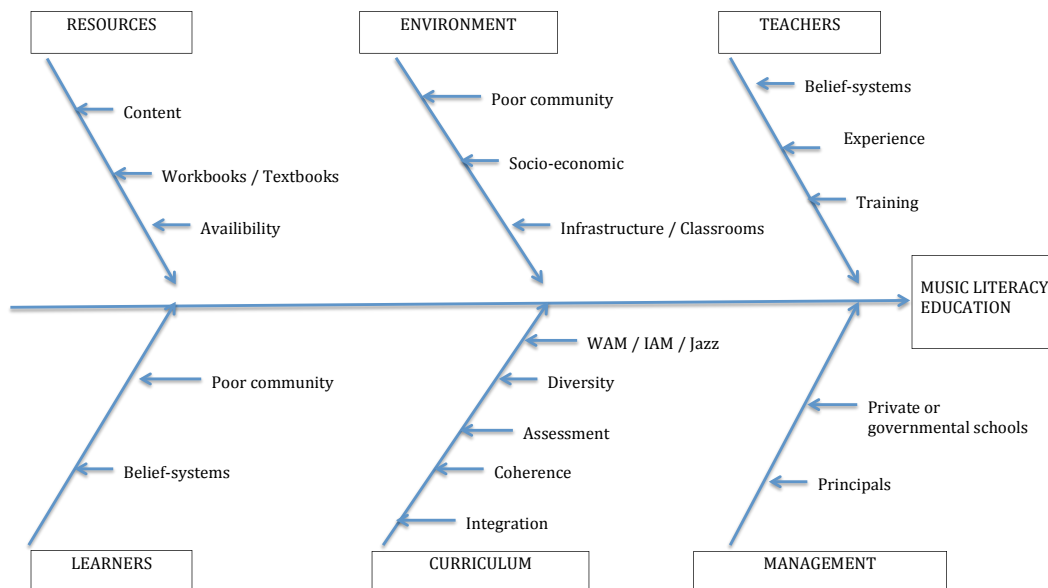 RESOURCES
ENVIRONMENT
TEACHERS
Content
Workbooks / Textbooks
Availibility
Poor community
Socio-economic
Infrastructure / Classrooms
Belief-systems
Experience
Training
MUSIC LITERACY
EDUCATION
Poor community
Belief-systems
WAM / IAM / Jazz
Diversity
Assessment
Coherence
Integration
Private or
governmental schools
Principals
LEARNERS
CURRICULUM
MANAGEMENT